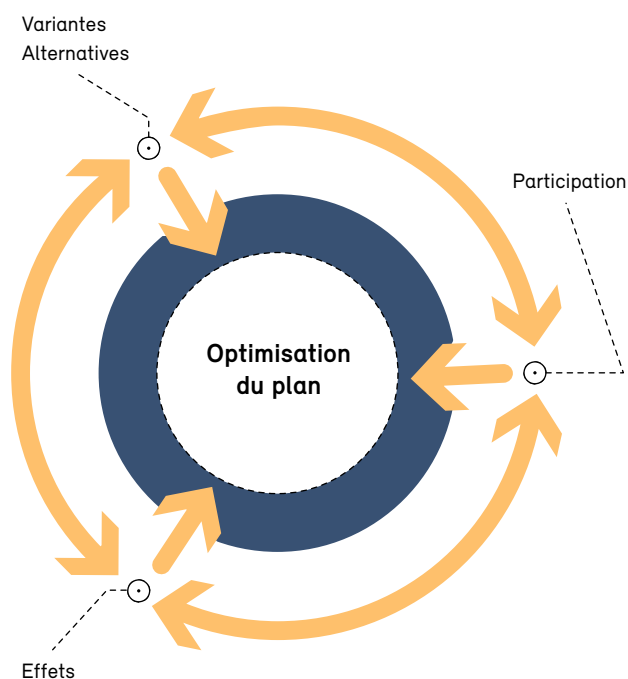 Variantes
Alternatives
Participation
Optimisation
du plan
Effets